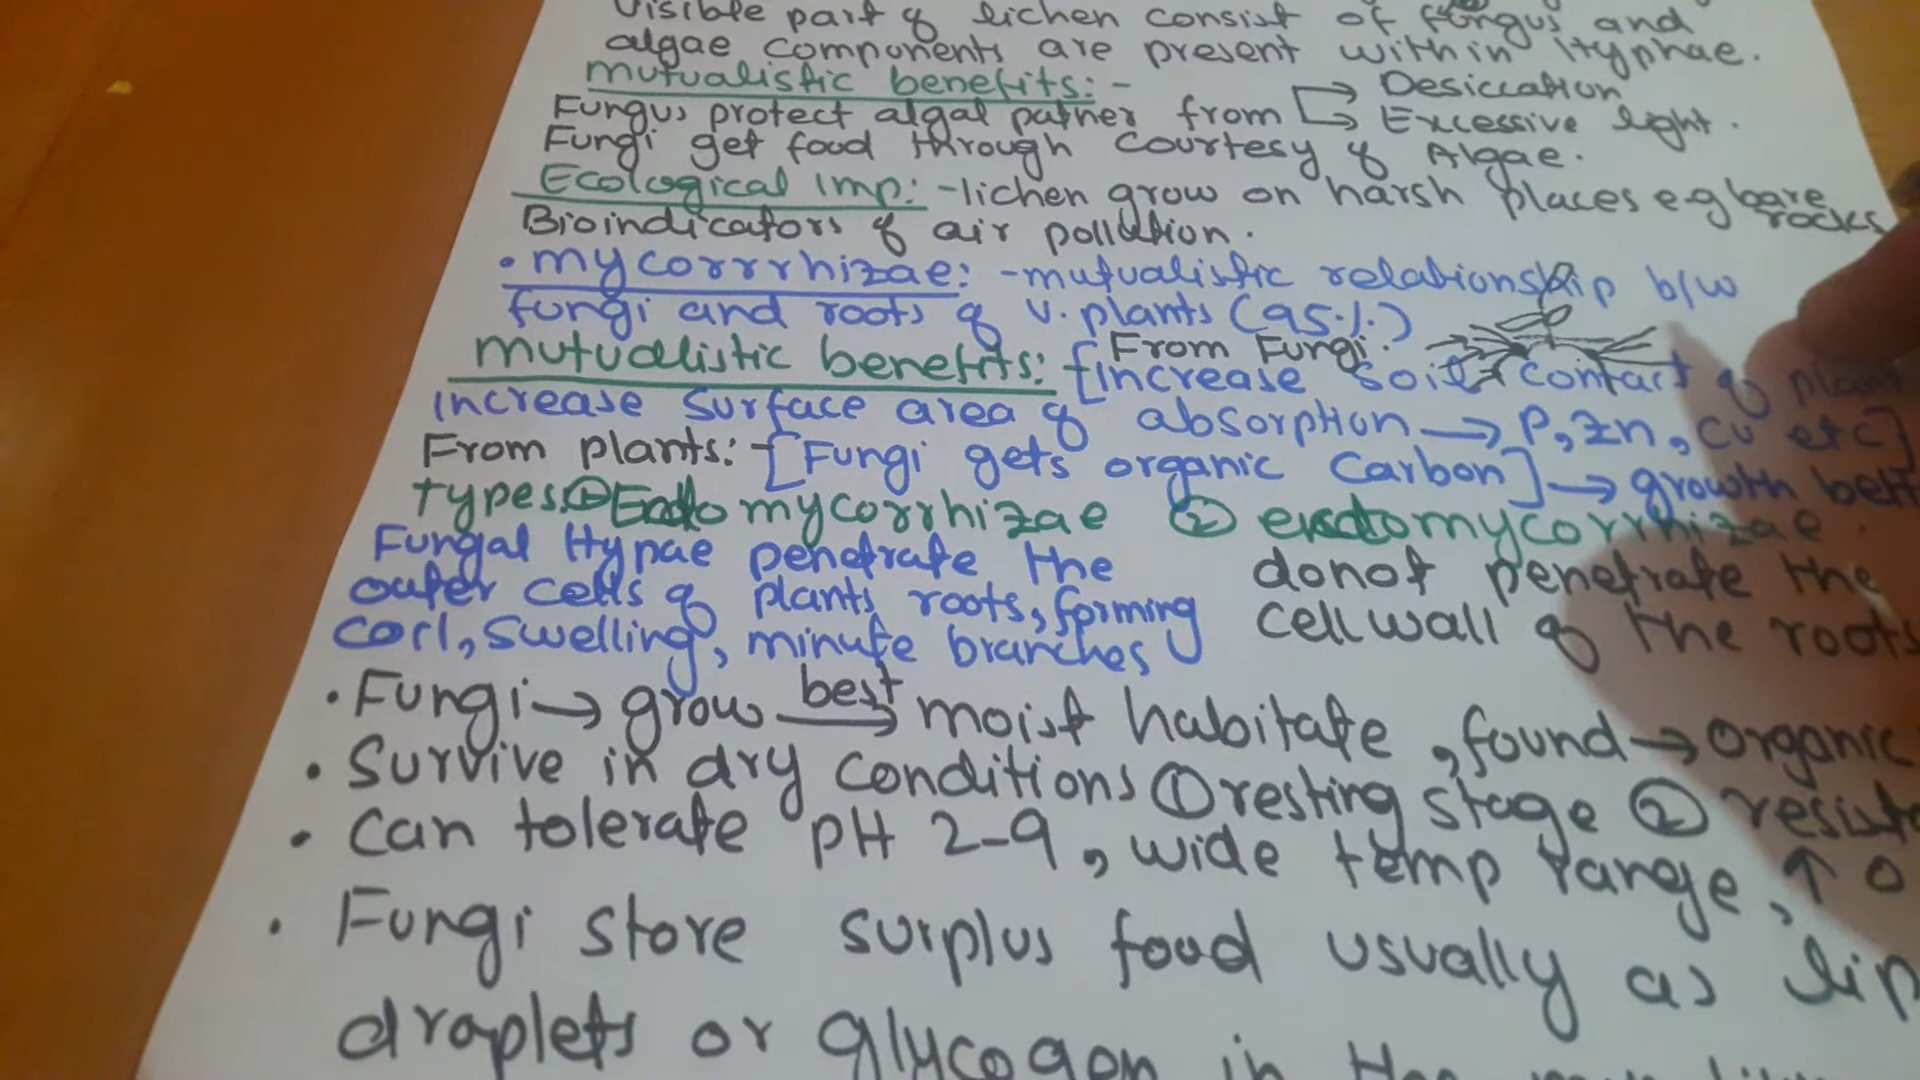 Visible part of lichen consist of fungus and
algae components are present within Hyphae.
mutualistic benefits:-
Fungus protect algal patner from → Desiccation
→ Excessive light.
Fungi get food through Courtesy of Algae.
Ecological imp:-lichen grow on harsh places e.g bare rocks
Bioindicators of air pollution.
• mycorrrhizae:-mutualistic relationship b/w
fungi and roots of v.plants (95%)
mutualistic benefits: [From Fungi:
increase soil contact of plant
increase surface area of absorption → P, Zn, Cu etc]
From plants:-[Fungi gets organic Carbon] → growth
types ① Endo mycorrhizae ② ectomycorrhizae
Fungal Hypae penetrate the
outer cells of plants roots, forming
corl, swelling, minute branches
donot penetrate the
cell wall of the roots
• Fungi → grow best → moist habitate, found → organic
• Survive in dry conditions ① resting stage ②
• Can tolerate pH 2-9, wide temp range, ↑
• Fungi store surplus food usually as
draplets or glycogen in